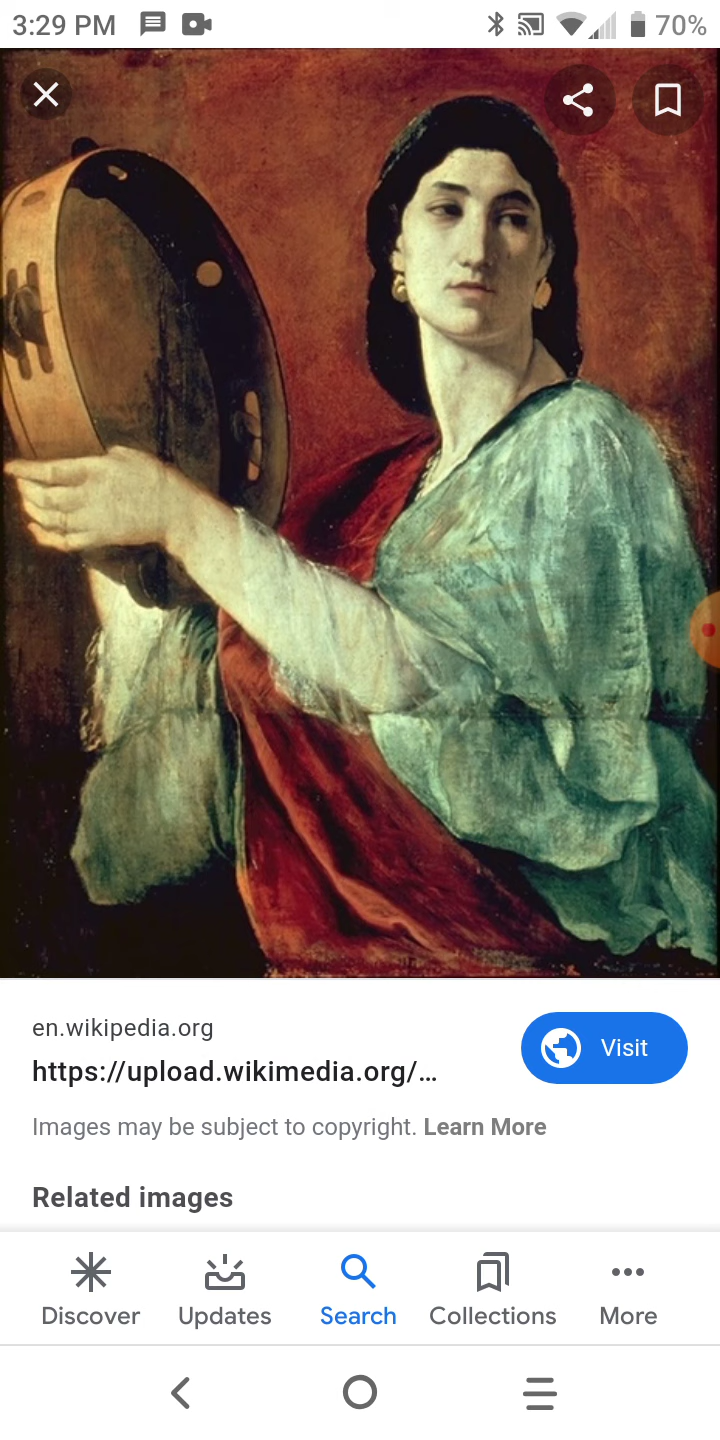 3:29 PM 70%
en.wikipedia.org
https://upload.wikimedia.org/...
Visit
Images may be subject to copyright. Learn More
Related images
Discover Updates Search Collections More